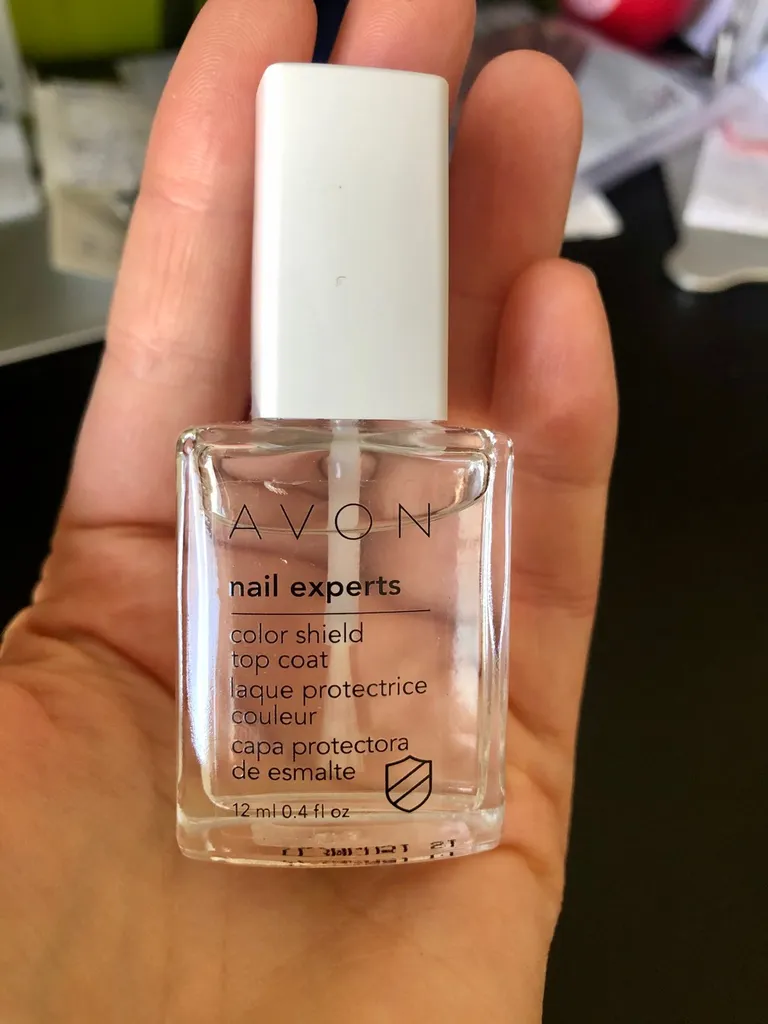 AVON
nail experts
color shield
top coat
laque protectrice
couleur
capa protectora
de esmalte
12 ml 0.4 fl oz